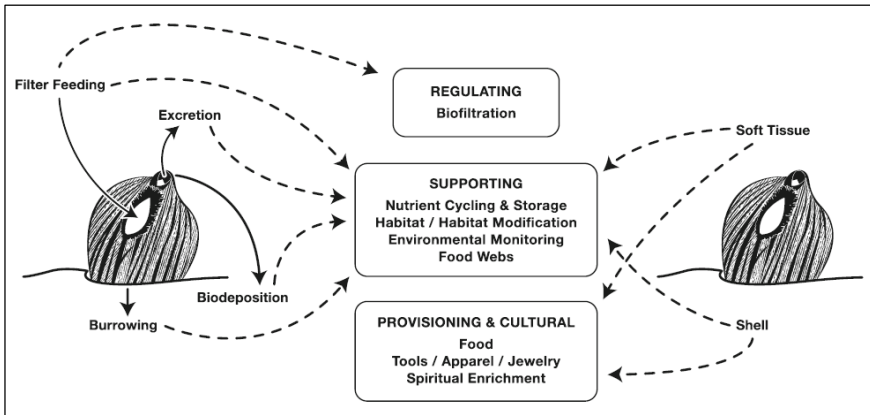 Filter Feeding
Excretion
Biodeposition
Burrowing
REGULATING
Biofiltration
SUPPORTING
Nutrient Cycling & Storage
Habitat / Habitat Modification
Environmental Monitoring
Food Webs
PROVISIONING & CULTURAL
Food
Tools / Apparel / Jewelry
Spiritual Enrichment
Soft Tissue
Shell